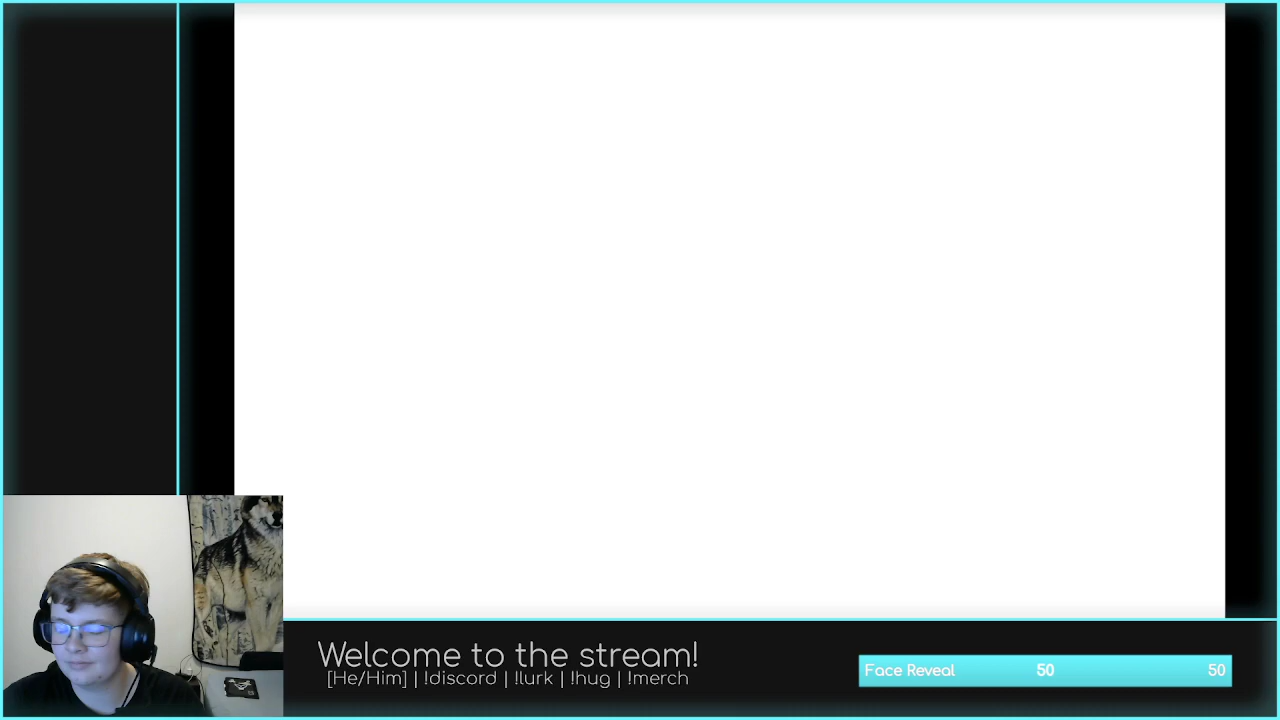 Welcome to the stream!
[He/Him] | !discord | !lurk | !hug | !merch
Face Reveal 50 50